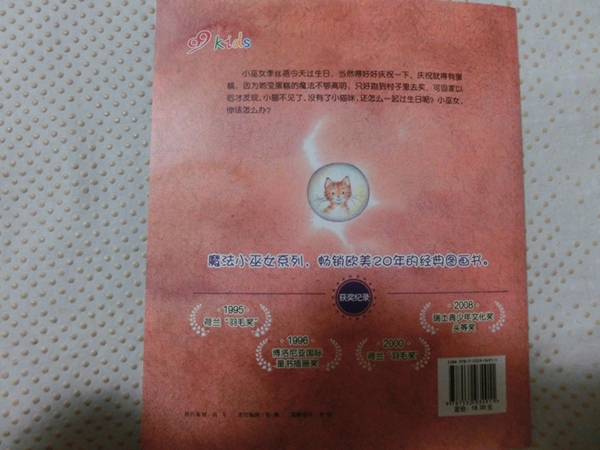 kids
小巫女李丝蓓今天过生日，当然得好好庆祝一下。庆祝就得有蛋
糕，因为她变蛋糕的魔法不够高明，只好跑到村子里去买，可回家以
后才发现，小猫不见了。没有了小猫咪，还怎么一起过生日呢？小巫女，
你该怎么办？
魔法小巫女系列，畅销欧美20年的经典图画书。
获奖纪录
1995
荷兰“羽毛奖”
1996
博洛尼亚国际
童书插画奖
2000
荷兰“羽毛奖”
2008
瑞士青少年文化奖
头等奖
定价：16.00元